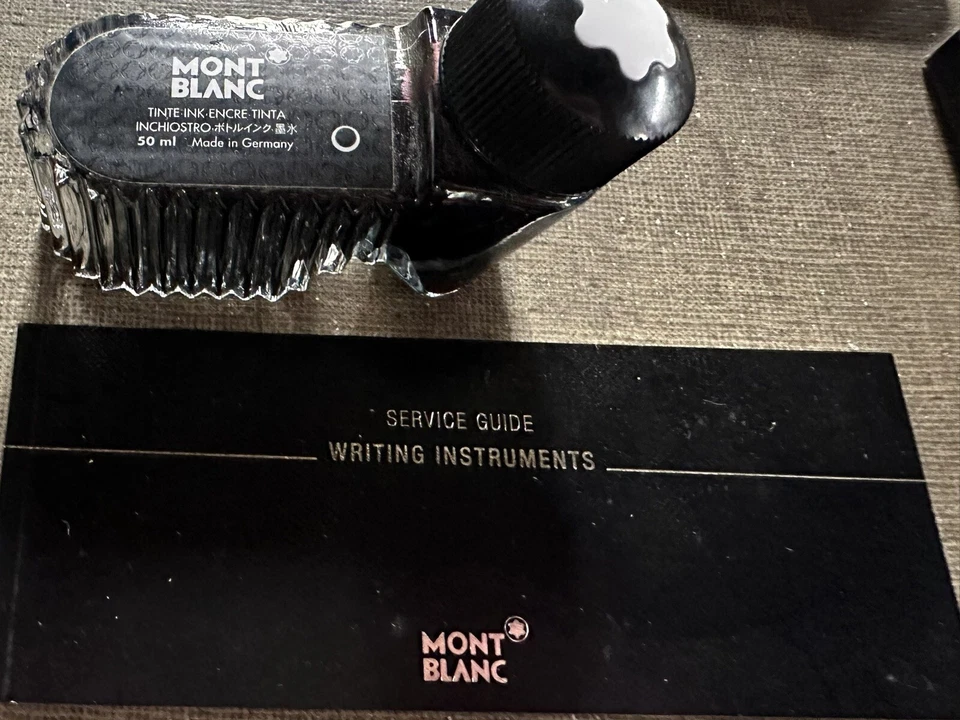 MONT
BLANC
TINTE·INK·ENCRE·TINTA
INCHIOSTRO·ボトルインク·墨水
50 ml Made in Germany
SERVICE GUIDE
WRITING INSTRUMENTS
MONT
BLANC